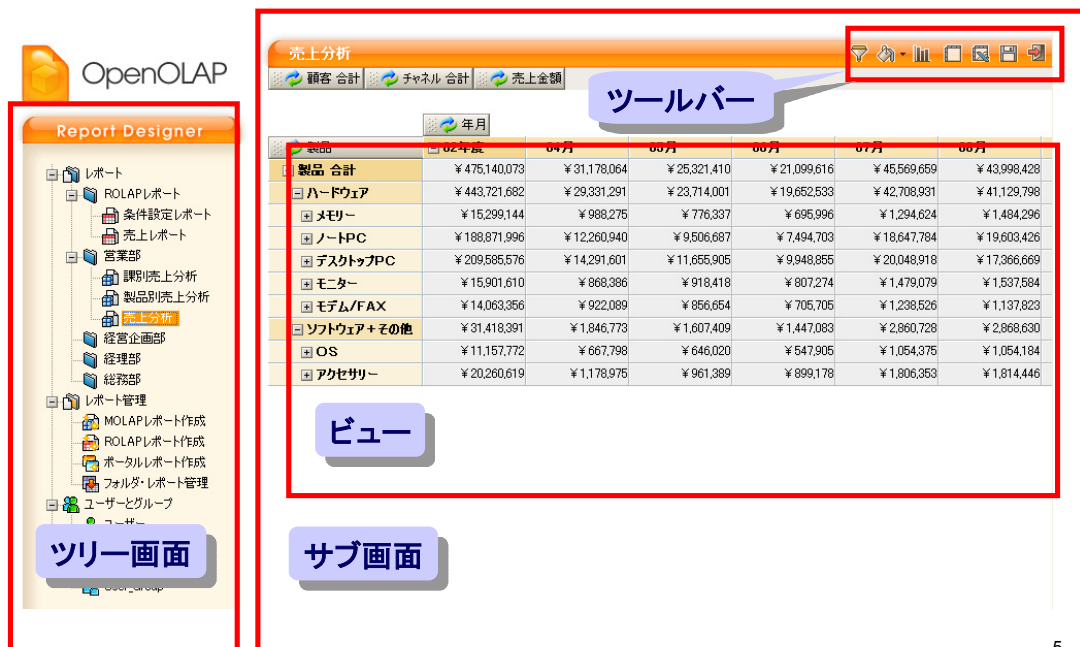 OpenOLAP
Report Designer
レポート
ROLAPレポート
条件設定レポート
売上レポート
営業部
課別売上分析
製品別売上分析
売上分析
経営企画部
経理部
総務部
レポート管理
MOLAPレポート作成
ROLAPレポート作成
ポータルレポート作成
フォルダ・レポート管理
ユーザーとグループ
ユーザー
ツリー画面
User_Group
売上分析
顧客 合計 チャネル 合計 売上金額
ツールバー
年月
製品 02年度 04月 05月 06月 07月 08月
製品 合計 ¥475,140,073 ¥31,178,064 ¥25,321,410 ¥21,099,616 ¥45,569,659 ¥43,998,428
ハードウェア ¥443,721,682 ¥29,331,291 ¥23,714,001 ¥19,652,533 ¥42,708,931 ¥41,129,798
メモリー ¥15,299,144 ¥988,275 ¥776,337 ¥695,996 ¥1,294,624 ¥1,484,296
ノートPC ¥188,871,996 ¥12,260,940 ¥9,506,687 ¥7,494,703 ¥18,647,784 ¥19,603,426
デスクトップPC ¥209,585,576 ¥14,291,601 ¥11,655,905 ¥9,948,855 ¥20,048,918 ¥17,366,669
モニター ¥15,901,610 ¥868,386 ¥918,418 ¥807,274 ¥1,479,079 ¥1,537,584
モデム/FAX ¥14,063,356 ¥922,089 ¥856,654 ¥705,705 ¥1,238,526 ¥1,137,823
ソフトウェア+その他 ¥31,418,391 ¥1,846,773 ¥1,607,409 ¥1,447,083 ¥2,860,728 ¥2,868,630
OS ¥11,157,772 ¥667,798 ¥646,020 ¥547,905 ¥1,054,375 ¥1,054,184
アクセサリー ¥20,260,619 ¥1,178,975 ¥961,389 ¥899,178 ¥1,806,353 ¥1,814,446
ビュー
サブ画面
5